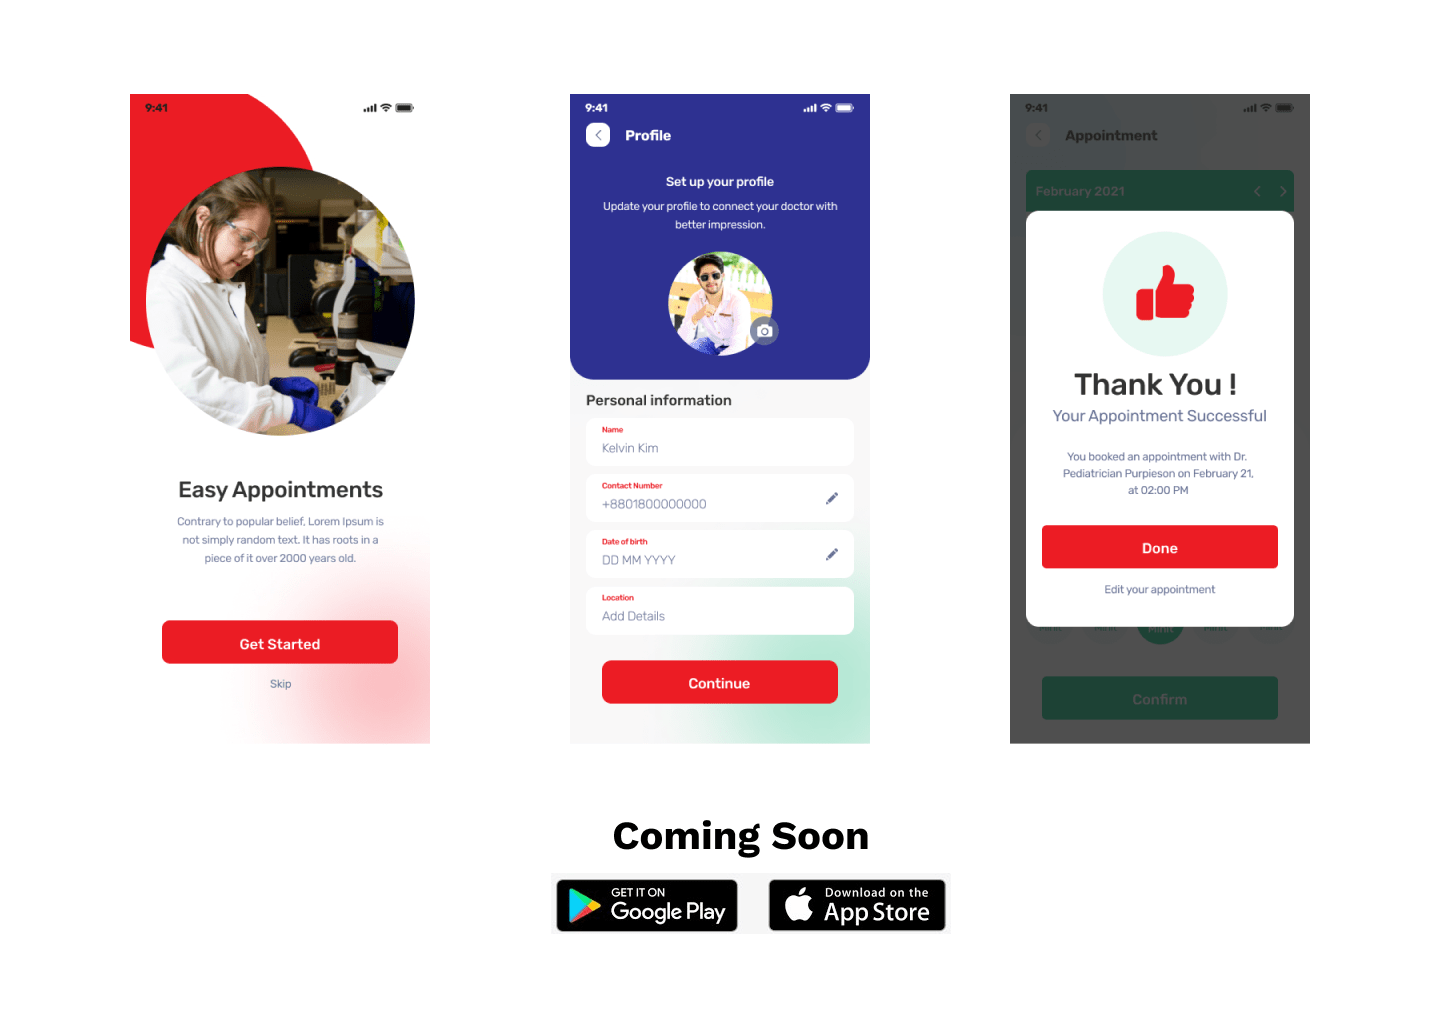 9:41
Easy Appointments
Contrary to popular belief, Lorem Ipsum is
not simply random text. It has roots in a
piece of it over 2000 years old.
Get Started
Skip
9:41
Profile
Set up your profile
Update your profile to connect your doctor with
better impression.
Personal information
Name
Kelvin Kim
Contact Number
+8801800000000
Date of birth
DD MM YYYY
Location
Add Details
Continue
9:41
Appointment
February 2021
Thank You !
Your Appointment Successful
You booked an appointment with Dr.
Pediatrician Purpieson on February 21,
at 02:00 PM
Done
Edit your appointment
Confirm
Coming Soon
GET IT ON
Google Play
Download on the
App Store